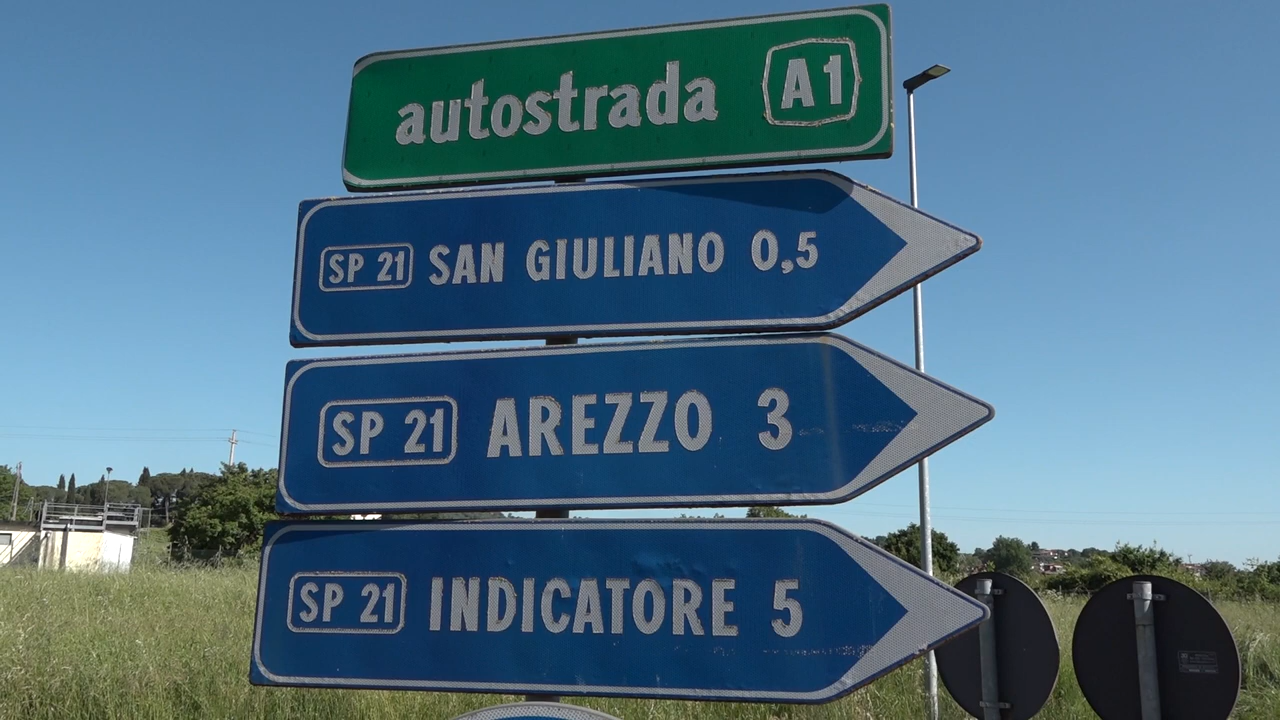 autostrada A1
SP 21 SAN GIULIANO 0,5
SP 21 AREZZO 3
SP 21 INDICATORE 5